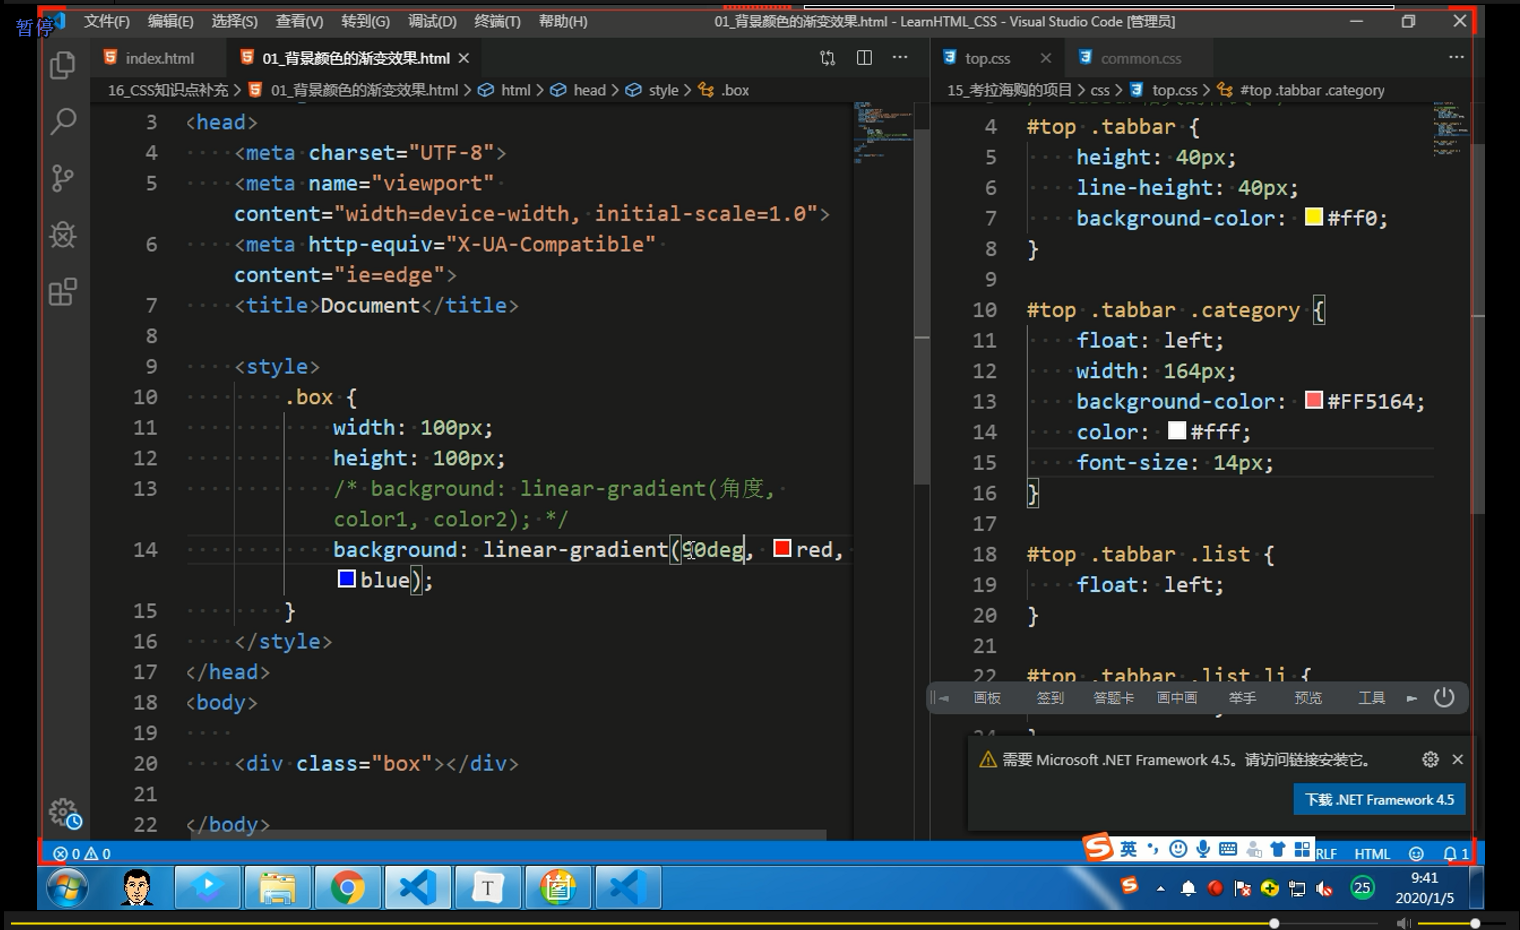 暂停
文件(F) 编辑(E) 选择(S) 查看(V) 转到(G) 调试(D) 终端(T) 帮助(H) 01_背景颜色的渐变效果.html - LearnHTML_CSS - Visual Studio Code [管理员]
index.html 01_背景颜色的渐变效果.html
16_CSS知识点补充 > 01_背景颜色的渐变效果.html > html > head > style > .box
3 <head>
4 <meta charset="UTF-8">
5 <meta name="viewport"
content="width=device-width, initial-scale=1.0">
6 <meta http-equiv="X-UA-Compatible"
content="ie=edge">
7 <title>Document</title>
8
9 <style>
10 .box {
11 width: 100px;
12 height: 100px;
13 /* background: linear-gradient(角度,
color1, color2); */
14 background: linear-gradient(90deg, red,
blue);
15 }
16 </style>
17 </head>
18 <body>
19
20 <div class="box"></div>
21
22 </body>
top.css common.css
15_考拉海购的项目 > css > top.css > #top .tabbar .category
4 #top .tabbar {
5 height: 40px;
6 line-height: 40px;
7 background-color: #ff0;
8 }
9
10 #top .tabbar .category {
11 float: left;
12 width: 164px;
13 background-color: #FF5164;
14 color: #fff;
15 font-size: 14px;
16 }
17
18 #top .tabbar .list {
19 float: left;
20 }
21
22 #top .tabbar .list li {
画板 签到 答题卡 画中画 举手 预览 工具
需要 Microsoft .NET Framework 4.5。请访问链接安装它。
下载 .NET Framework 4.5
0 0
英 RLF HTML 1
T 25 9:41
2020/1/5